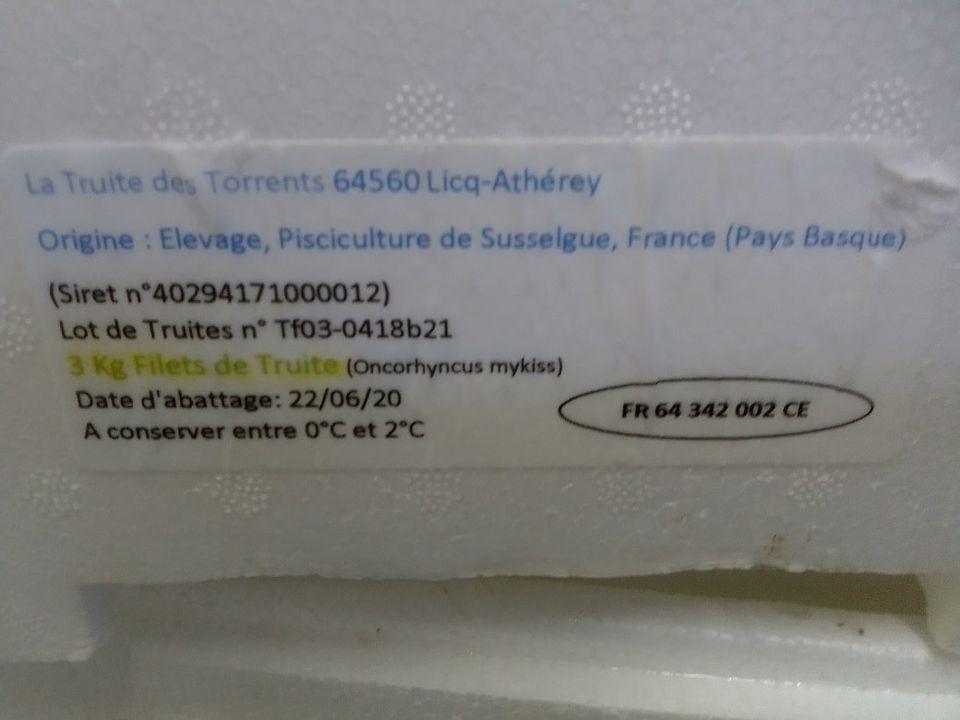 La Truite des Torrents 64560 Licq-Athérey
Origine : Elevage, Pisciculture de Susselgue, France (Pays Basque)
(Siret n°40294171000012)
Lot de Truites n° Tf03-0418b21
3 Kg Filets de Truite (Oncorhyncus mykiss)
Date d'abattage: 22/06/20
A conserver entre 0°C et 2°C
FR 64 342 002 CE